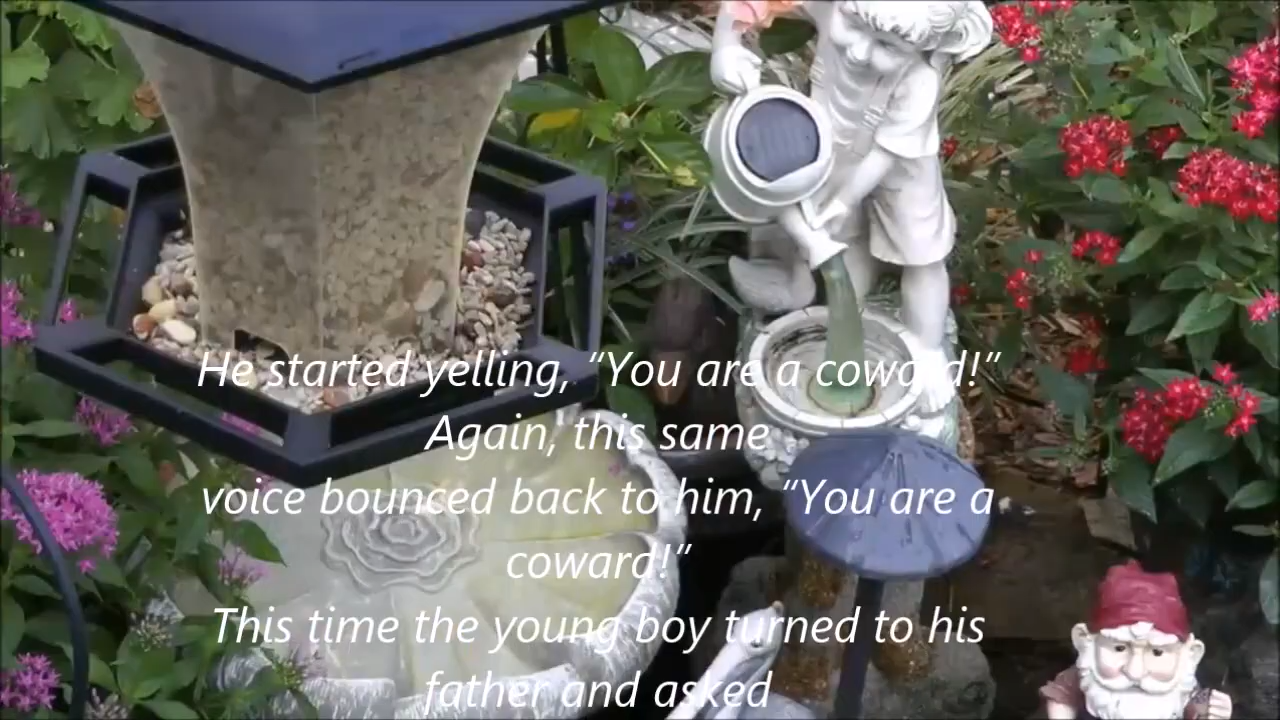 He started yelling, “You are a coward!”
Again, this same
voice bounced back to him, “You are a
coward!”
This time the young boy turned to his
father and asked